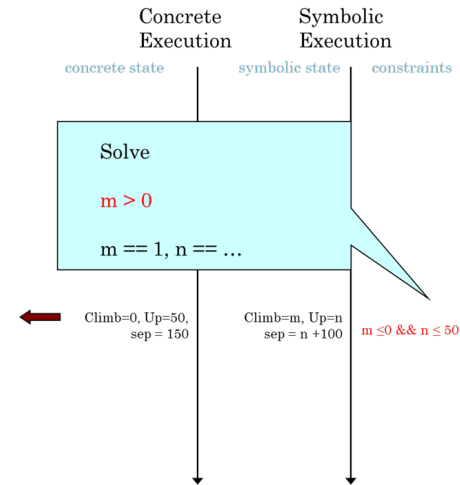 Concrete
Execution
Symbolic
Execution
concrete state
symbolic state
constraints
Solve
m > 0
m == 1, n == …
Climb=0, Up=50,
sep = 150
Climb=m, Up=n
sep = n +100
m ≤0 && n ≤ 50